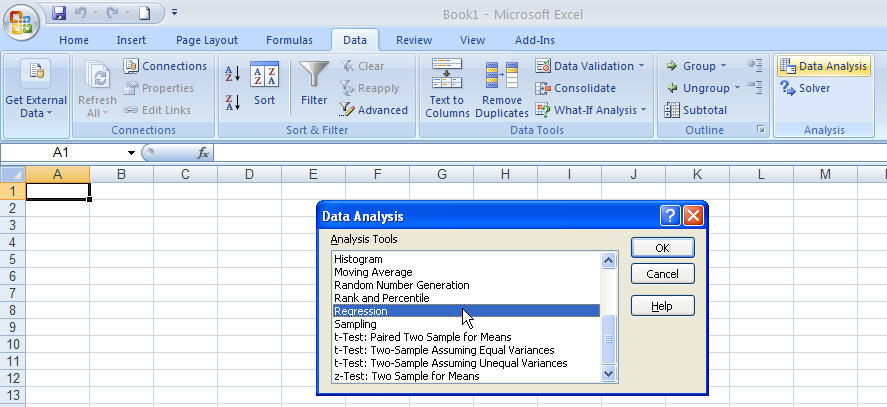 Book1 - Microsoft Excel
Home Insert Page Layout Formulas Data Review View Add-Ins
Get External Data
Refresh All
Connections
Properties
Edit Links
Connections
Sort
Filter
Clear
Reapply
Advanced
Sort & Filter
Text to Columns
Remove Duplicates
Data Validation
Consolidate
What-If Analysis
Data Tools
Group
Ungroup
Subtotal
Outline
Data Analysis
Solver
Analysis
A1 fx
A B C D E F G H I J K L M
1
2
3
4
5
6
7
8
9
10
11
12
13
Data Analysis
Analysis Tools
Histogram
Moving Average
Random Number Generation
Rank and Percentile
Regression
Sampling
t-Test: Paired Two Sample for Means
t-Test: Two-Sample Assuming Equal Variances
t-Test: Two-Sample Assuming Unequal Variances
z-Test: Two Sample for Means
OK
Cancel
Help